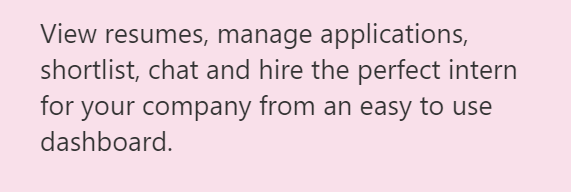 View resumes, manage applications,
shortlist, chat and hire the perfect intern
for your company from an easy to use
dashboard.